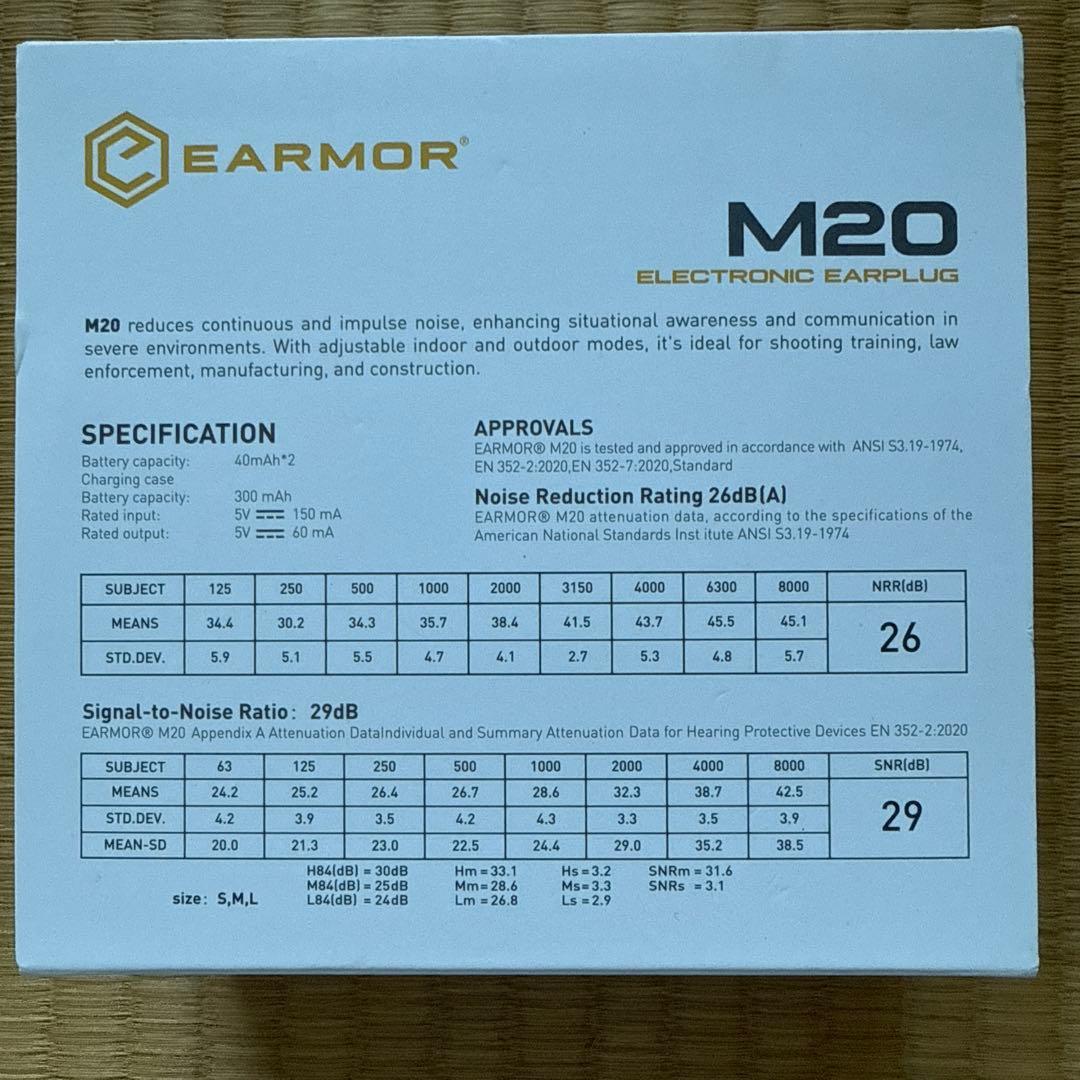 EARMOR®
M20
ELECTRONIC EARPLUG
M20 reduces continuous and impulse noise, enhancing situational awareness and communication in
severe environments. With adjustable indoor and outdoor modes, it's ideal for shooting training, law
enforcement, manufacturing, and construction.
SPECIFICATION
Battery capacity: 40mAh*2
Charging case
Battery capacity: 300 mAh
Rated input: 5V ⎓ 150 mA
Rated output: 5V ⎓ 60 mA
APPROVALS
EARMOR® M20 is tested and approved in accordance with ANSI S3.19-1974,
EN 352-2:2020,EN 352-7:2020,Standard
Noise Reduction Rating 26dB(A)
EARMOR® M20 attenuation data, according to the specifications of the
American National Standards Inst itute ANSI S3.19-1974
SUBJECT 125 250 500 1000 2000 3150 4000 6300 8000 NRR(dB)
MEANS 34.4 30.2 34.3 35.7 38.4 41.5 43.7 45.5 45.1 26
STD.DEV. 5.9 5.1 5.5 4.7 4.1 2.7 5.3 4.8 5.7
Signal-to-Noise Ratio: 29dB
EARMOR® M20 Appendix A Attenuation DataIndividual and Summary Attenuation Data for Hearing Protective Devices EN 352-2:2020
SUBJECT 63 125 250 500 1000 2000 4000 8000 SNR(dB)
MEANS 24.2 25.2 26.4 26.7 28.6 32.3 38.7 42.5 29
STD.DEV. 4.2 3.9 3.5 4.2 4.3 3.3 3.5 3.9
MEAN-SD 20.0 21.3 23.0 22.5 24.4 29.0 35.2 38.5
H84(dB) = 30dB Hm = 33.1 Hs = 3.2 SNRm = 31.6
M84(dB) = 25dB Mm= 28.6 Ms= 3.3 SNRs = 3.1
size: S,M,L L84(dB) = 24dB Lm = 26.8 Ls = 2.9